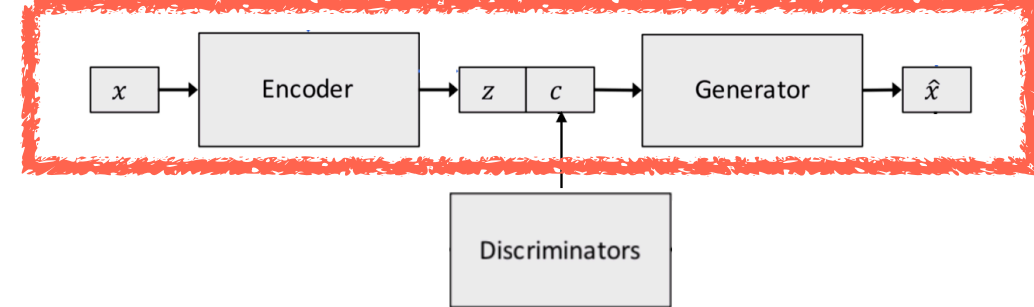 x
Encoder
z c
Generator
x̂
Discriminators